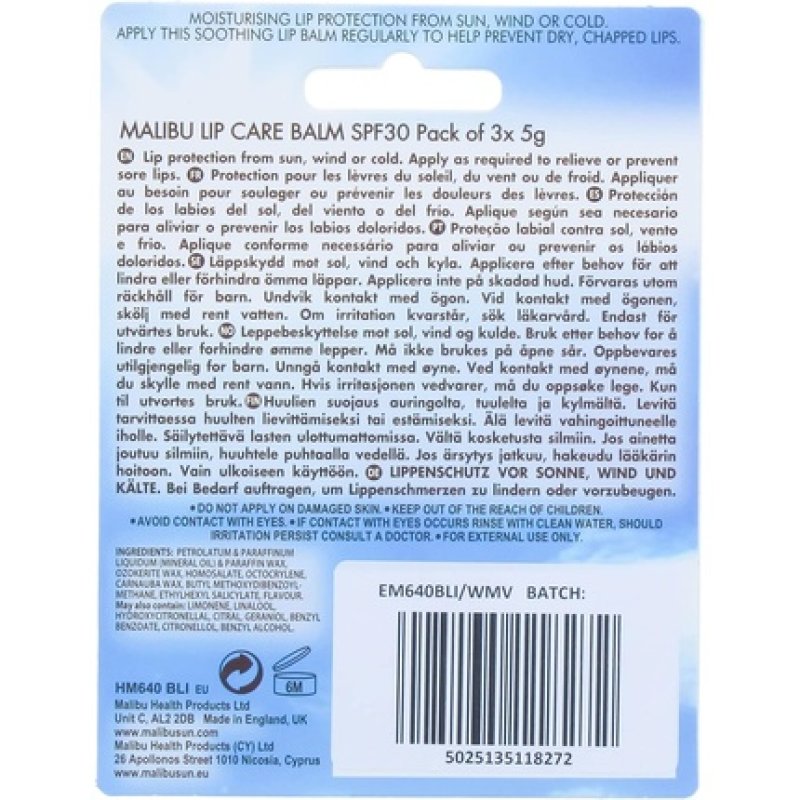 MOISTURISING LIP PROTECTION FROM SUN, WIND OR COLD.
APPLY THIS SOOTHING LIP BALM REGULARLY TO HELP PREVENT DRY, CHAPPED LIPS.
MALIBU LIP CARE BALM SPF30 Pack of 3x 5g
EN Lip protection from sun, wind or cold. Apply as required to relieve or prevent
sore lips. FR Protection pour les lèvres du soleil, du vent ou de froid. Appliquer
au besoin pour soulager ou prévenir les douleurs des lèvres. ES Protección
de los labios del sol, del viento o del frío. Aplique según sea necesario
para aliviar o prevenir los labios doloridos. PT Proteção labial contra sol, vento
e frio. Aplique conforme necessário para aliviar ou prevenir os lábios
doloridos. SE Läppskydd mot sol, vind och kyla. Applicera efter behov för att
lindra eller förhindra ömma läppar. Applicera inte på skadad hud. Förvaras utom
räckhåll för barn. Undvik kontakt med ögon. Vid kontakt med ögonen,
skölj med rent vatten. Om irritation kvarstår, sök läkarvård. Endast för
utvärtes bruk. NO Leppebeskyttelse mot sol, vind og kulde. Bruk etter behov for å
lindre eller forhindre ømme lepper. Må ikke brukes på åpne sår. Oppbevares
utilgjengelig for barn. Unngå kontakt med øyne. Ved kontakt med øynene, må
du skylle med rent vann. Hvis irritasjonen vedvarer, må du oppsøke lege. Kun
til utvortes bruk. FIN Huulien suojaus auringolta, tuulelta ja kylmältä. Levitä
tarvittaessa huulten lievittämiseksi tai estämiseksi. Älä levitä vahingoittuneelle
iholle. Säilytettävä lasten ulottumattomissa. Vältä kosketusta silmiin. Jos ainetta
joutuu silmiin, huuhtele puhtaalla vedellä. Jos ärsytys jatkuu, hakeudu lääkärin
hoitoon. Vain ulkoiseen käyttöön. DE LIPPENSCHUTZ VOR SONNE, WIND UND
KÄLTE. Bei Bedarf auftragen, um Lippenschmerzen zu lindern oder vorzubeugen.
• DO NOT APPLY ON DAMAGED SKIN. • KEEP OUT OF THE REACH OF CHILDREN.
• AVOID CONTACT WITH EYES. • IF CONTACT WITH EYES OCCURS RINSE WITH CLEAN WATER, SHOULD
IRRITATION PERSIST CONSULT A DOCTOR. • FOR EXTERNAL USE ONLY.
INGREDIENTS: PETROLATUM & PARAFFINUM
LIQUIDUM (MINERAL OIL) & PARAFFIN WAX,
OZOKERITE WAX, HOMOSALATE, OCTOCRYLENE,
CARNAUBA WAX, BUTYL METHOXYDIBENZOYL-
METHANE, ETHYLHEXYL SALICYLATE, FLAVOUR.
May also contain: LIMONENE, LINALOOL,
HYDROXYCITRONELLAL, CITRAL, GERANIOL, BENZYL
BENZOATE, CITRONELLOL, BENZYL ALCOHOL.
6M
HM640 BLI EU
Malibu Health Products Ltd
Unit C, AL2 2DB Made in England, UK
www.malibusun.com
Malibu Health Products (CY) Ltd
26 Apollonos Street 1010 Nicosia, Cyprus
www.malibusun.eu
EM640BLI/WMV BATCH:
5025135118272